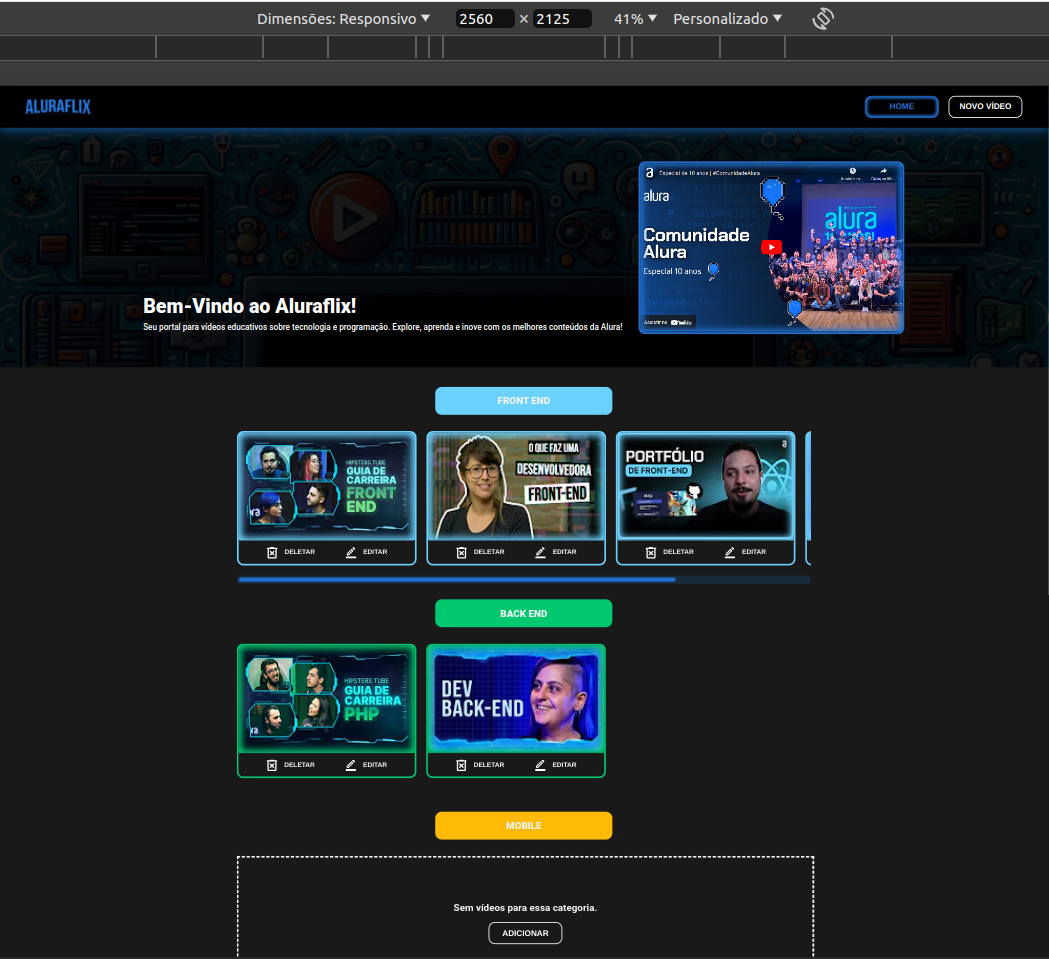 Dimensões: Responsivo 2560 × 2125 41% Personalizado
ALURAFLIX
HOME
NOVO VÍDEO
a Especial de 10 anos | #ComunidadeAlura
alura
Comunidade
Alura
Especial 10 anos
alura
Assistir no YouTube
Bem-Vindo ao Aluraflix!
Seu portal para vídeos educativos sobre tecnologia e programação. Explore, aprenda e inove com os melhores conteúdos da Alura!
FRONT END
HIPSTERS.TUBE
GUIA DE
CARREIRA
FRONT
END
DELETAR EDITAR
O QUE FAZ UMA
DESENVOLVEDORA
FRONT-END
DELETAR EDITAR
a
PORTFÓLIO
DE FRONT-END
DELETAR EDITAR
BACK END
HIPSTERS.TUBE
GUIA DE
CARREIRA
PHP
DELETAR EDITAR
DEV
BACK-END
DELETAR EDITAR
MOBILE
Sem vídeos para essa categoria.
ADICIONAR